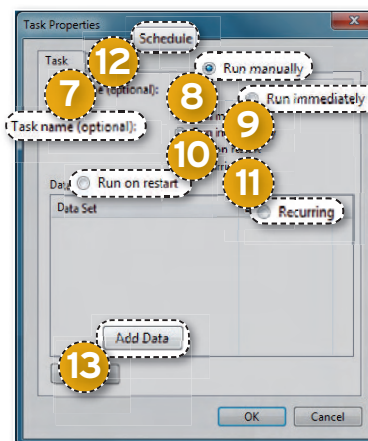 Task Properties
Schedule
12
Task
Run manually
7
8
(optional):
Run immediately
Task name (optional):
9
10
11
Run on restart
Data Set
Recurring
Add Data
13
OK
Cancel